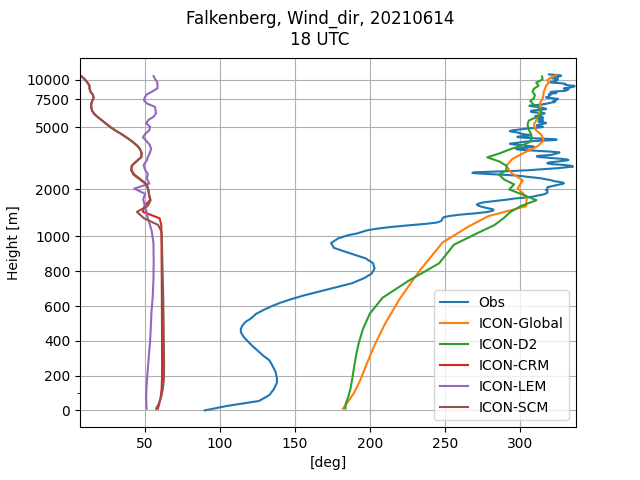 Falkenberg, Wind_dir, 20210614
18 UTC
Height [m]
10000
7500
5000
2000
1000
800
600
400
200
0
Obs
ICON-Global
ICON-D2
ICON-CRM
ICON-LEM
ICON-SCM
50
100
150
200
250
300
[deg]